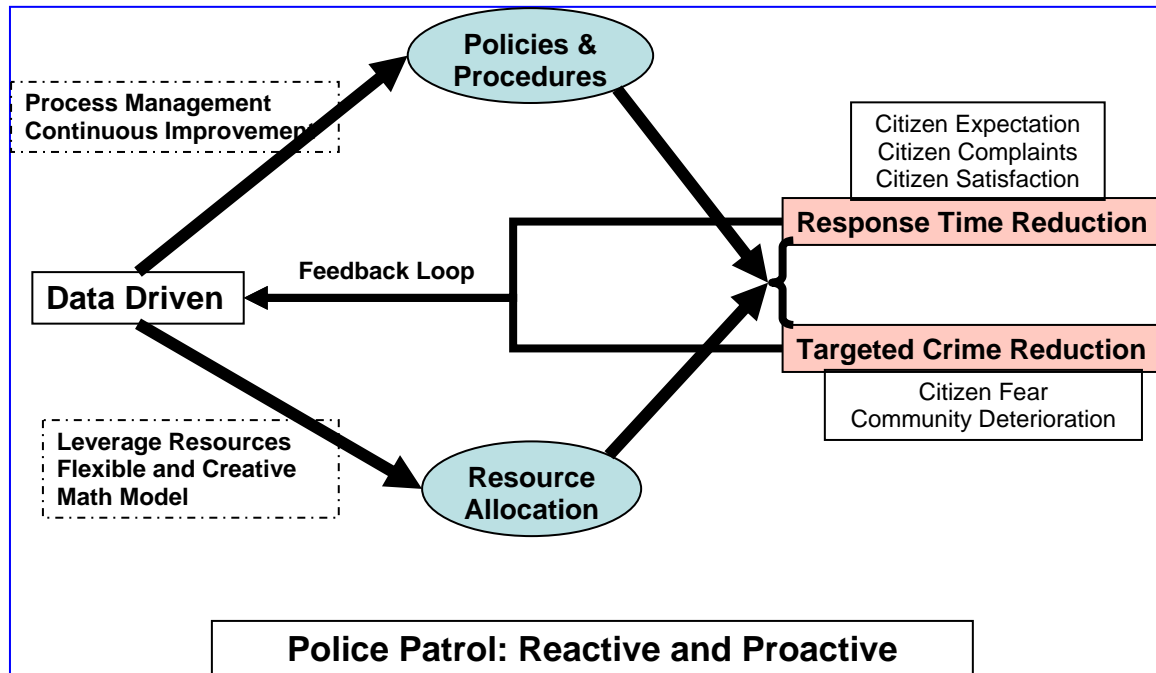 Policies &
Procedures
Process Management
Continuous Improvement
Citizen Expectation
Citizen Complaints
Citizen Satisfaction
Response Time Reduction
Feedback Loop
Data Driven
Targeted Crime Reduction
Citizen Fear
Community Deterioration
Leverage Resources
Flexible and Creative
Math Model
Resource
Allocation
Police Patrol: Reactive and Proactive